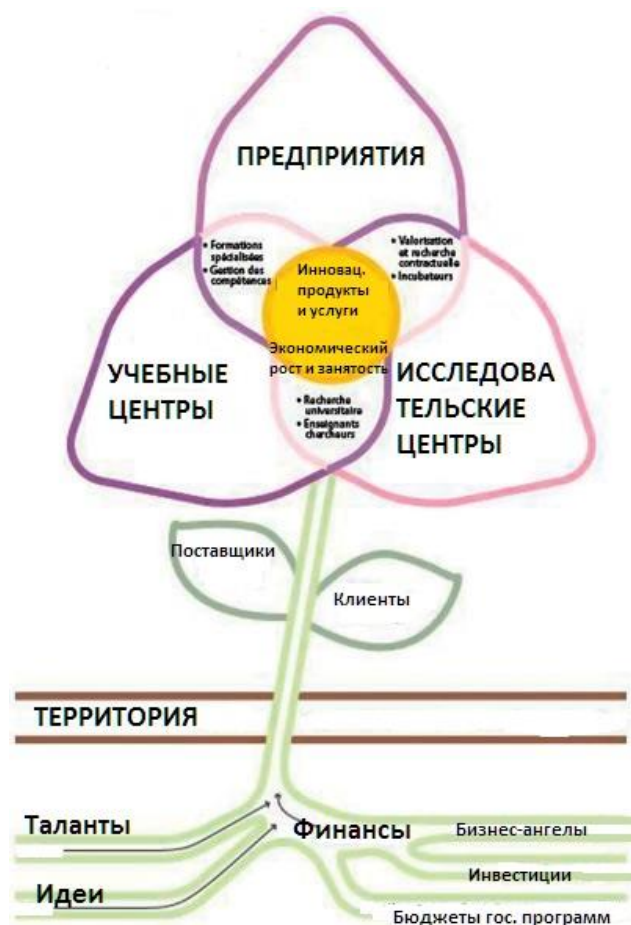 ПРЕДПРИЯТИЯ
• Formations
spécialisées
• Gestion des
compétences
• Valorisation
et recherche
contractuelle
• Incubateurs
Инновац.
продукты
и услуги
Экономический
рост и занятость
УЧЕБНЫЕ
ЦЕНТРЫ
ИССЛЕДОВА
ТЕЛЬСКИЕ
ЦЕНТРЫ
• Recherche
universitaire
• Enseignants
chercheurs
Поставщики
Клиенты
ТЕРРИТОРИЯ
Таланты
Финансы
Бизнес-ангелы
Идеи
Инвестиции
Бюджеты гос. программ